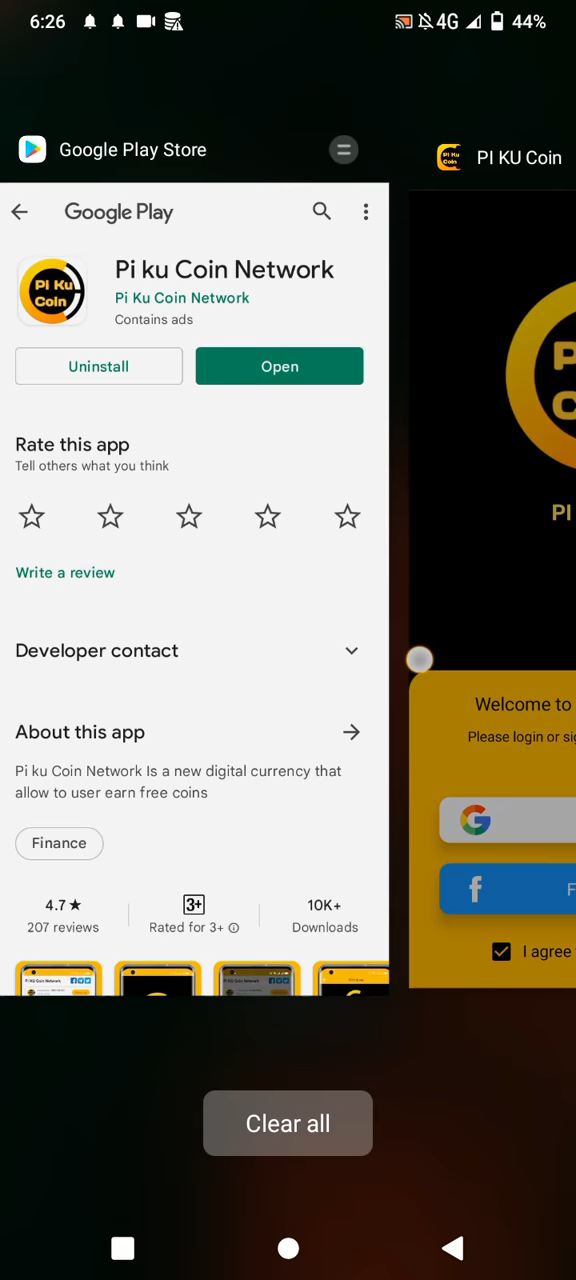 6:26
4G
44%
Google Play Store
PI KU Coin
Google Play
Pi Ku
Coin
Pi ku Coin Network
Pi Ku Coin Network
Contains ads
Uninstall
Open
Rate this app
Tell others what you think
PI
Write a review
Developer contact
Welcome to
Please login or sig
About this app
Pi ku Coin Network Is a new digital currency that
allow to user earn free coins
G
Finance
f
F
4.7★
3+
10K+
207 reviews
Rated for 3+
Downloads
I agree
Clear all